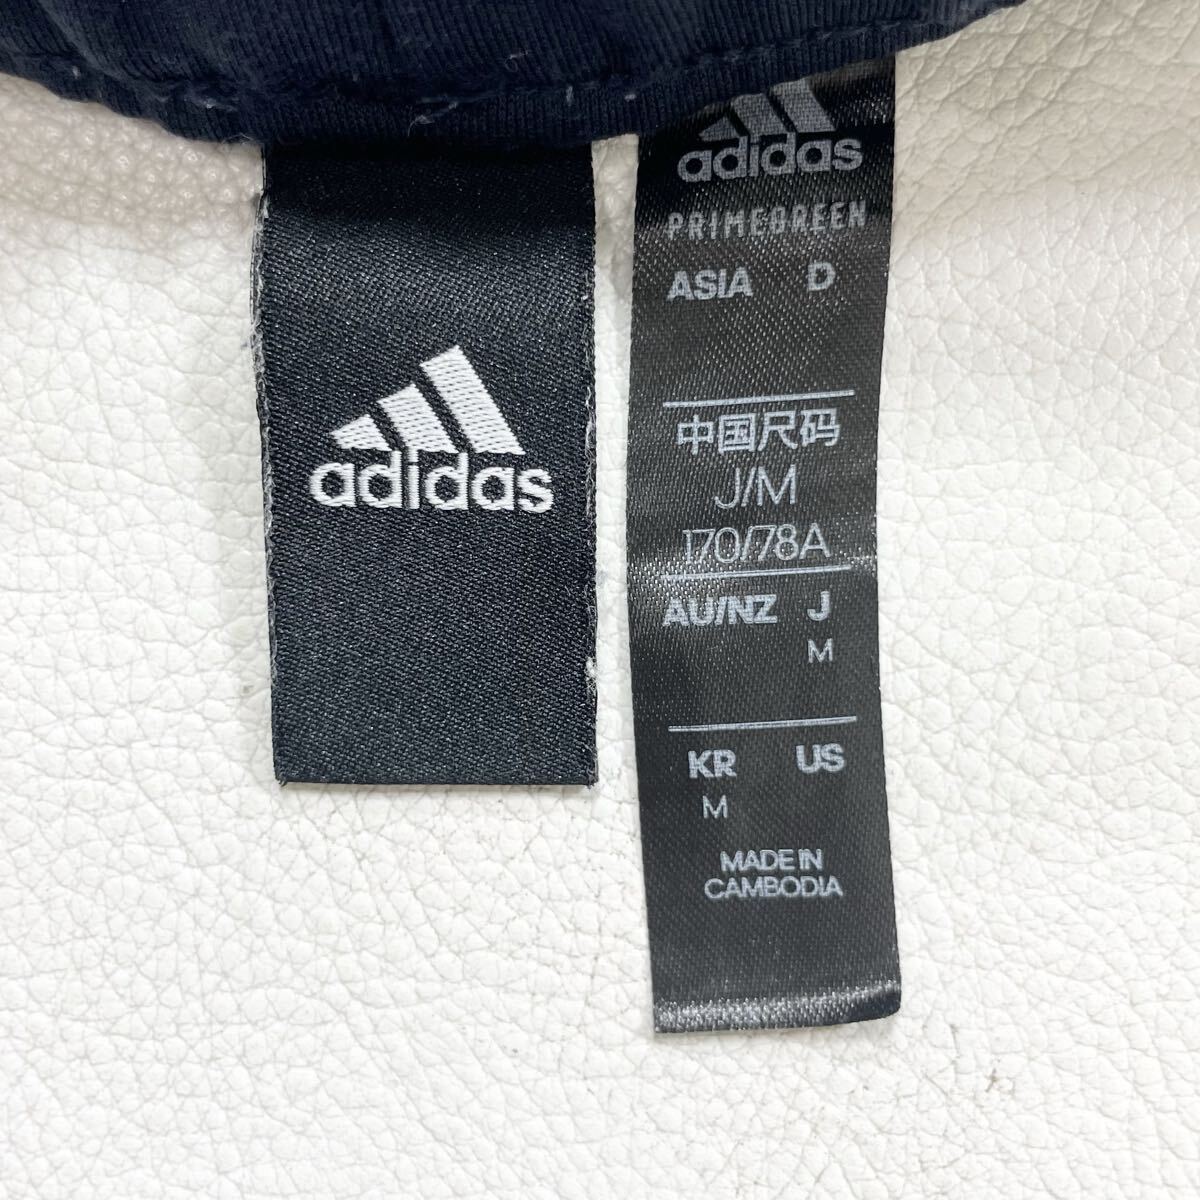 adidas
adidas
PRIMEGREEN
ASIA D
中国尺码
J/M
170/78A
AU/NZ J
M
KR US
M
MADE IN
CAMBODIA